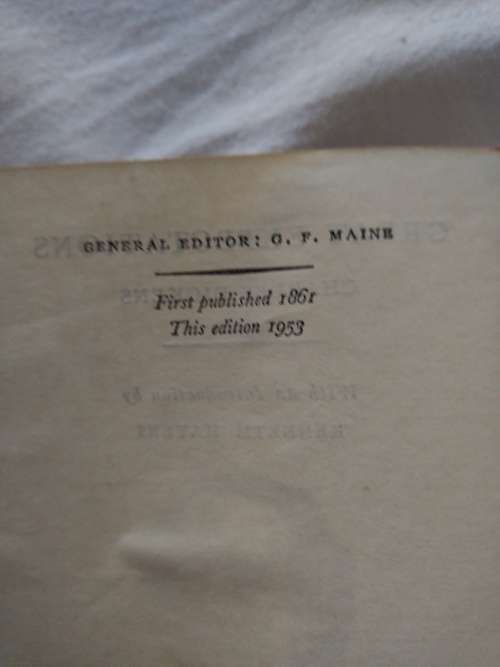 GENERAL EDITOR: G. F. MAINE
First published 1861
This edition 1953